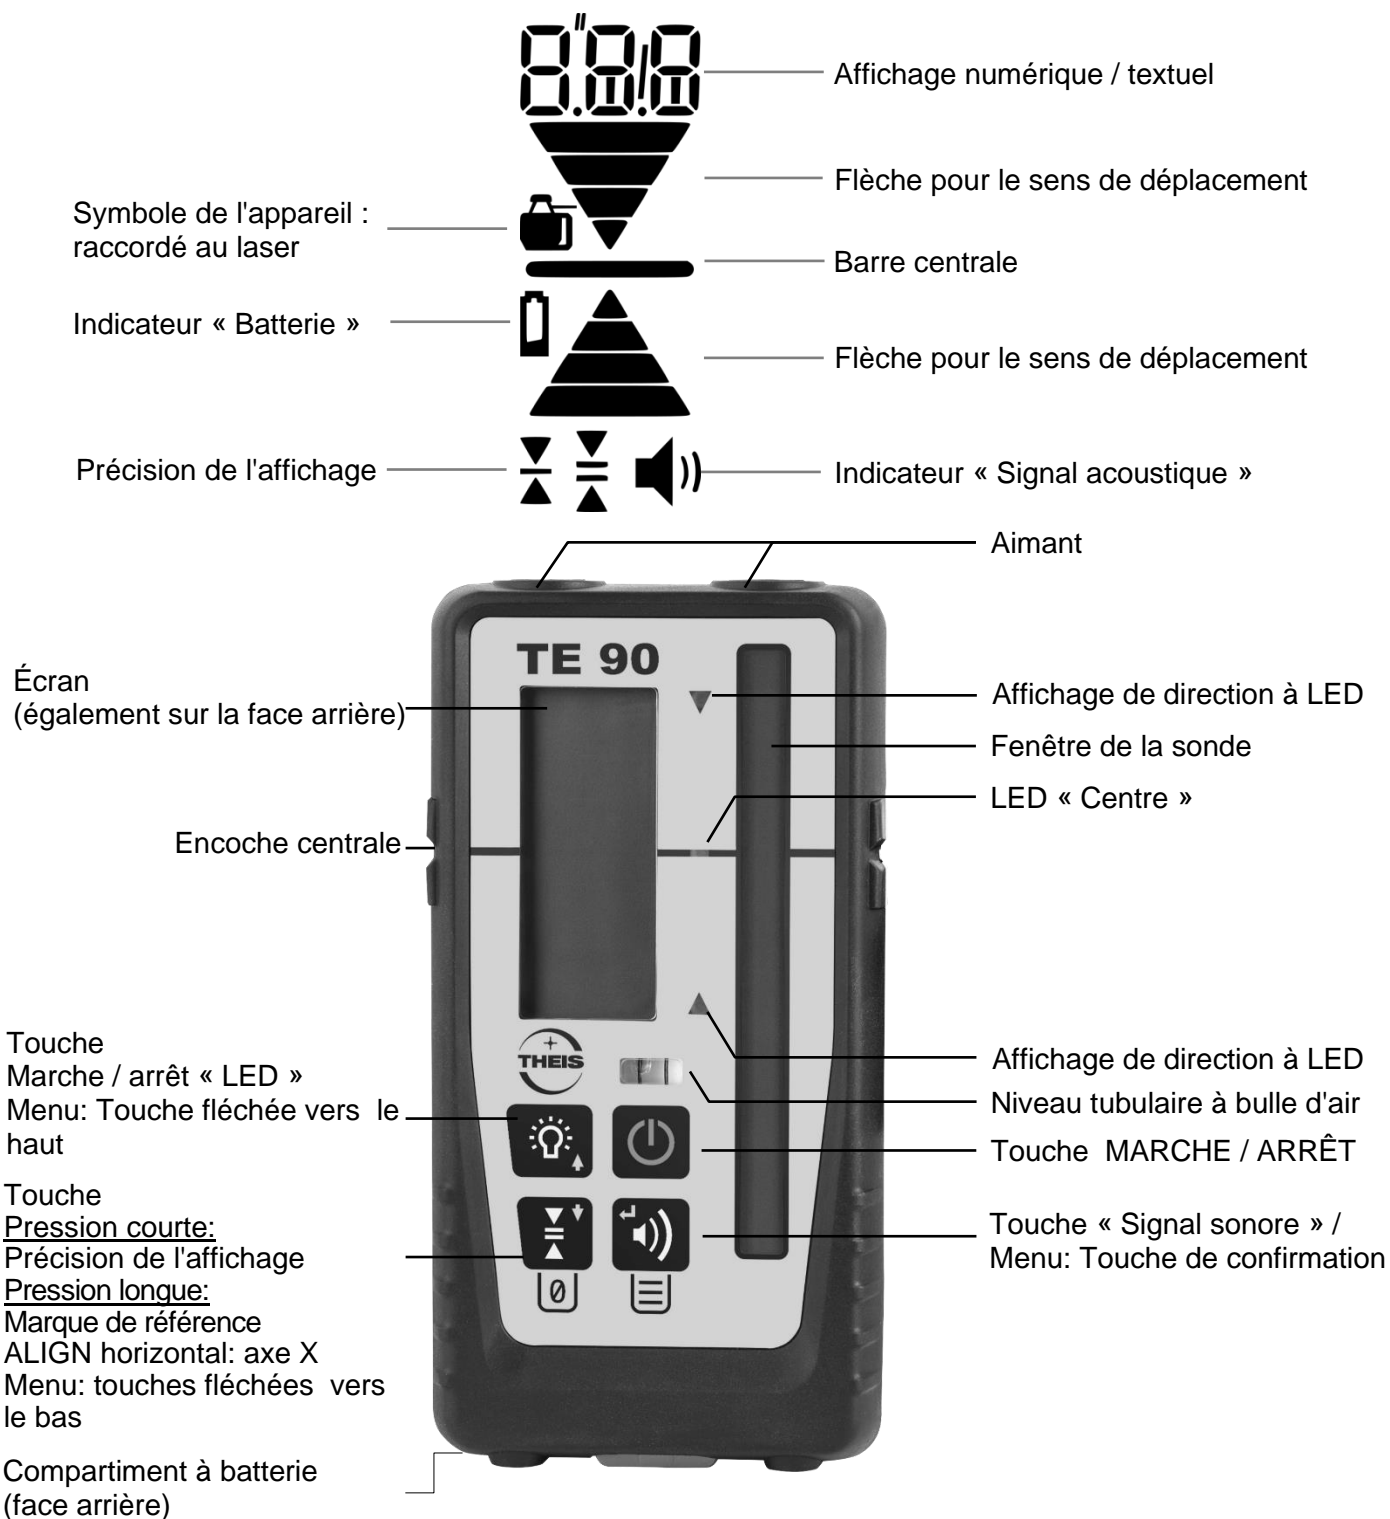 8.8.8
Affichage numérique / textuel
Flèche pour le sens de déplacement
Symbole de l'appareil :
raccordé au laser
Barre centrale
Indicateur « Batterie »
Flèche pour le sens de déplacement
Précision de l'affichage
Indicateur « Signal acoustique »
Aimant
TE 90
Écran
(également sur la face arrière)
Affichage de direction à LED
Fenêtre de la sonde
LED « Centre »
Encoche centrale
THEIS
Touche
Marche / arrêt « LED »
Menu: Touche fléchée vers le
haut
Affichage de direction à LED
Niveau tubulaire à bulle d'air
Touche MARCHE / ARRÊT
Touche
Pression courte:
Précision de l'affichage
Pression longue:
Marque de référence
ALIGN horizontal: axe X
Menu: touches fléchées vers
le bas
Touche « Signal sonore » /
Menu: Touche de confirmation
0
Compartiment à batterie
(face arrière)